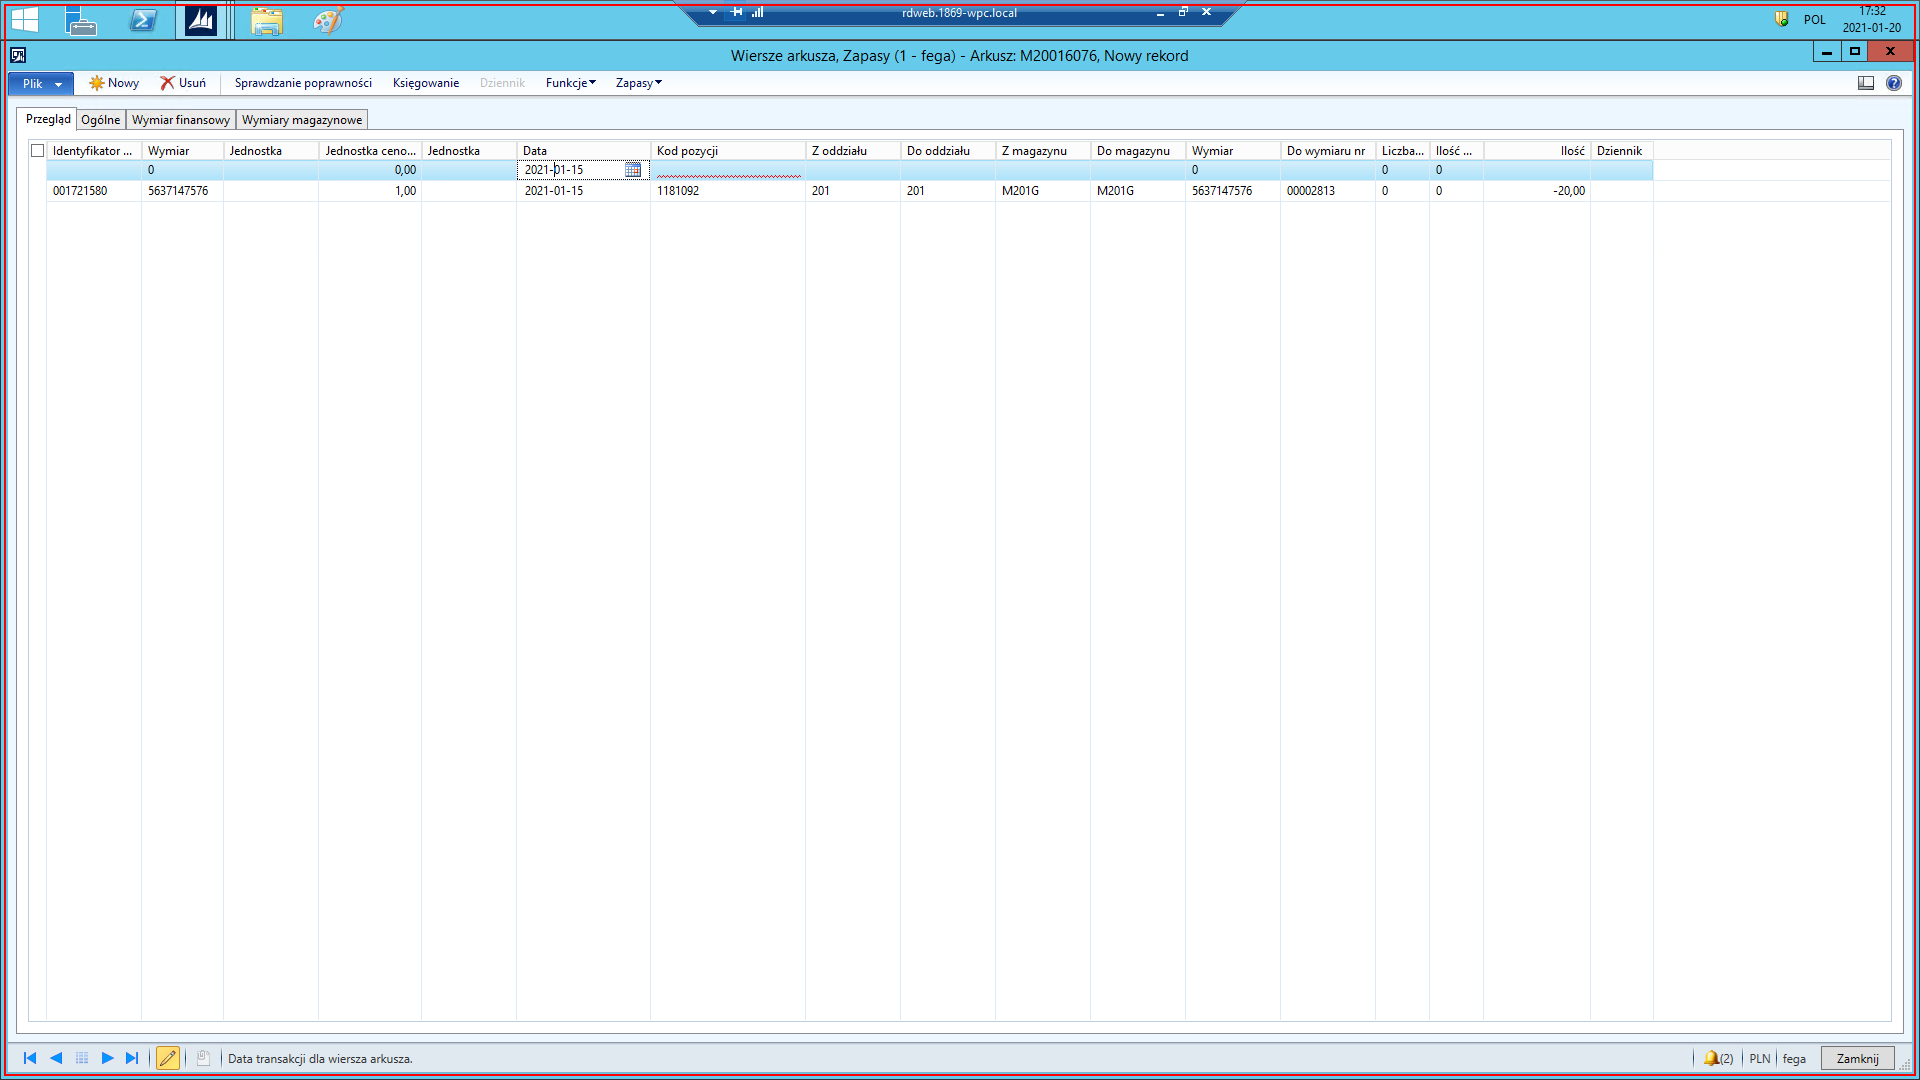 rdweb.1869-wpc.local
POL
17:32
2021-01-20
Wiersze arkusza, Zapasy (1 - fega) - Arkusz: M20016076, Nowy rekord
Plik Nowy Usuń Sprawdzanie poprawności Księgowanie Dziennik Funkcje Zapasy
Przegląd Ogólne Wymiar finansowy Wymiary magazynowe
Identyfikator ... Wymiar Jednostka Jednostka ceno... Jednostka Data Kod pozycji Z oddziału Do oddziału Z magazynu Do magazynu Wymiar Do wymiaru nr Liczba... Ilość ... Ilość Dziennik
0 0,00 2021-01-15 0 0 0
001721580 5637147576 1,00 2021-01-15 1181092 201 201 M201G M201G 5637147576 00002813 0 0 -20,00
Data transakcji dla wiersza arkusza. (2) PLN fega Zamknij